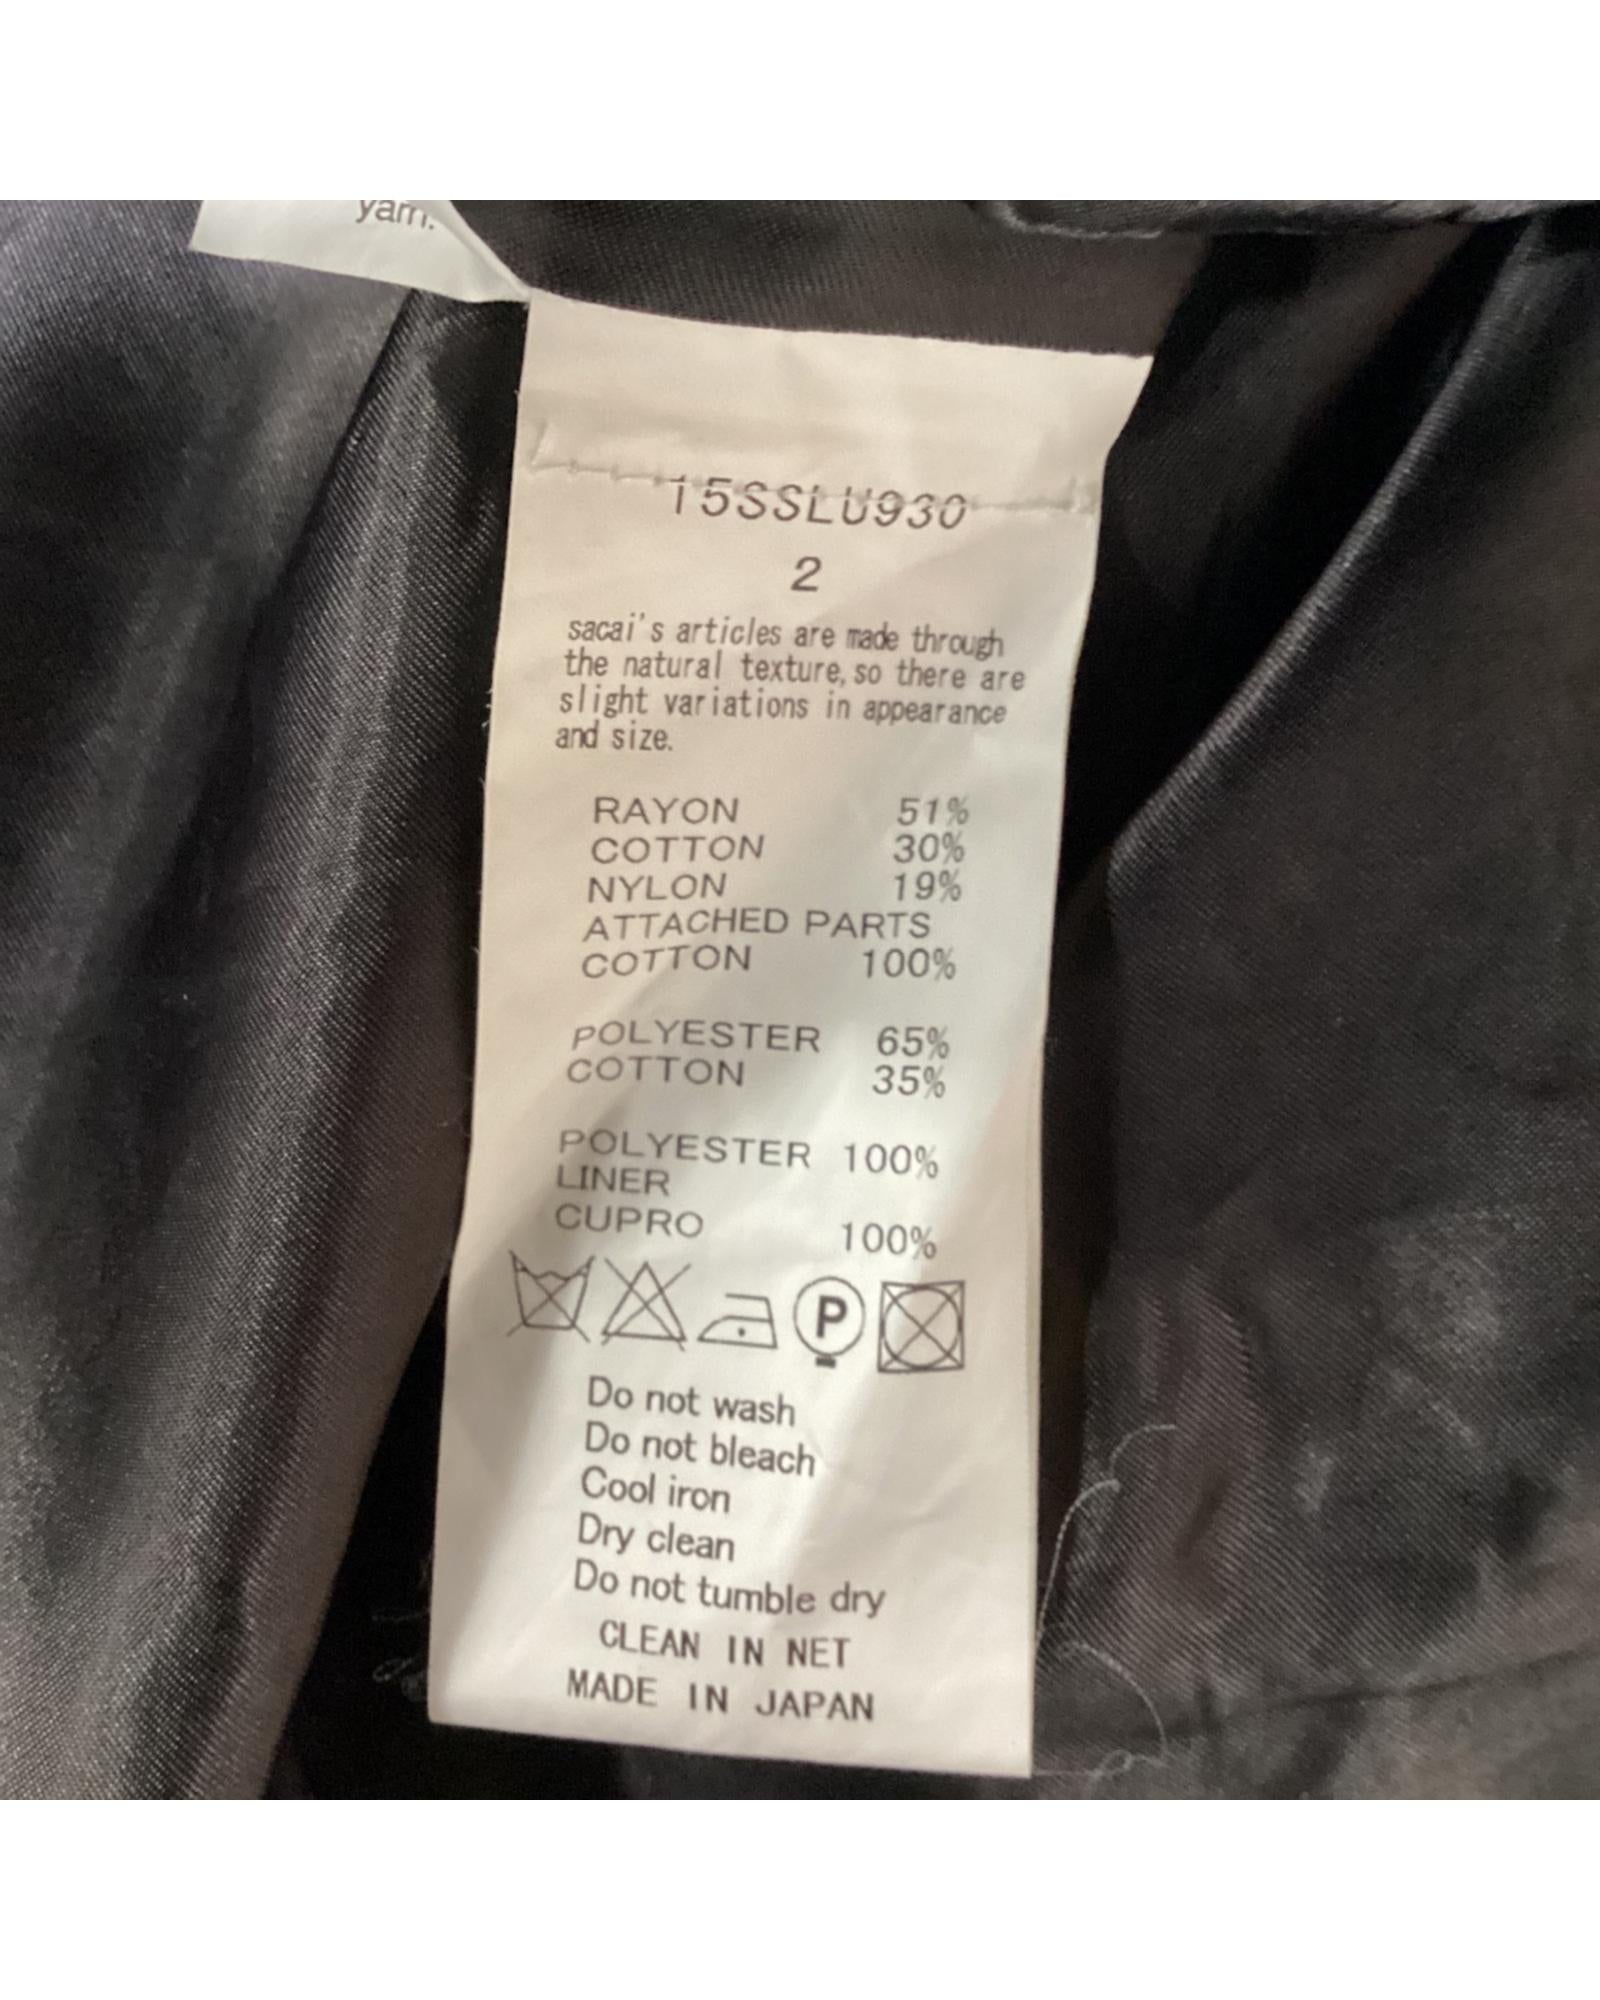 yarn.
15SSLU930
2
sacai's articles are made through
the natural texture, so there are
slight variations in appearance
and size.
RAYON 51%
COTTON 30%
NYLON 19%
ATTACHED PARTS
COTTON 100%
POLYESTER 65%
COTTON 35%
POLYESTER 100%
LINER
CUPRO 100%
P
Do not wash
Do not bleach
Cool iron
Dry clean
Do not tumble dry
CLEAN IN NET
MADE IN JAPAN